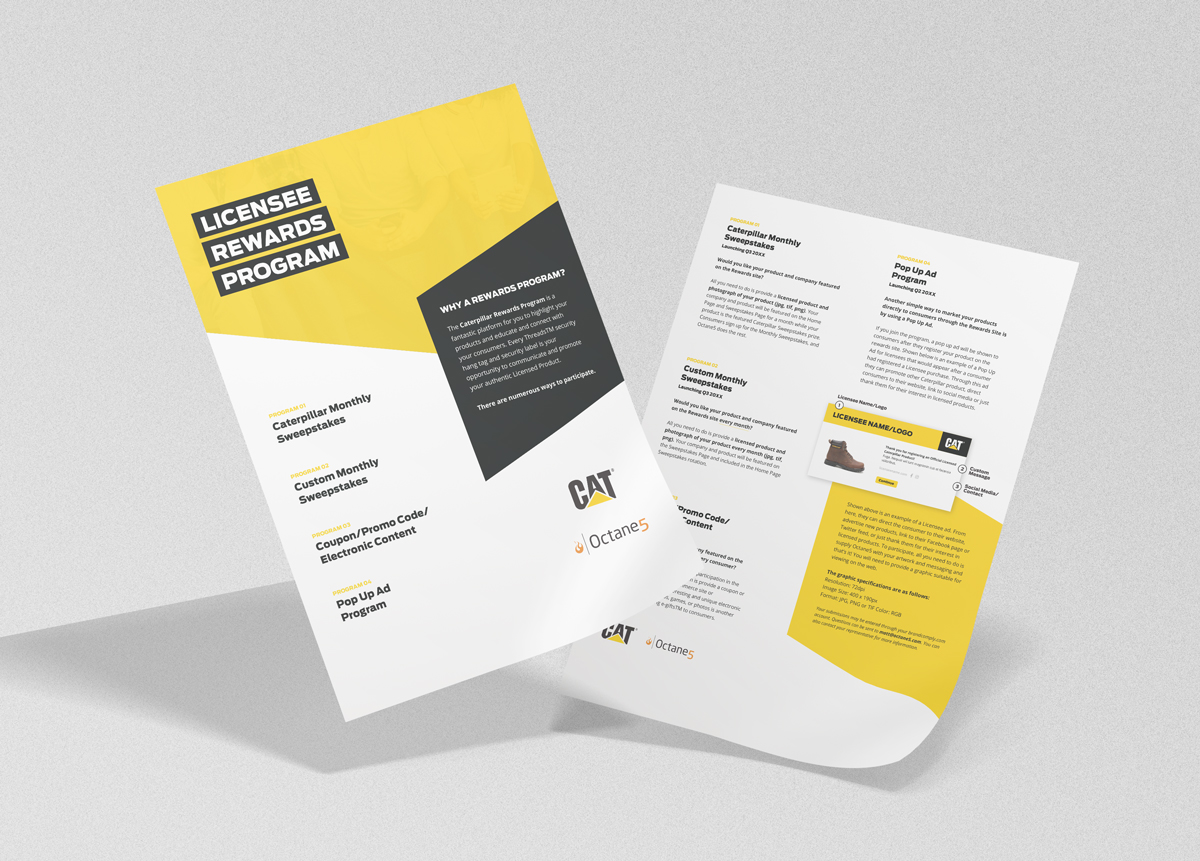 LICENSEE
REWARDS
PROGRAM
WHY A REWARDS PROGRAM?
The Caterpillar Rewards Program is a
fantastic platform for you to highlight your
products and educate and connect with
your consumers. Every ThreadsTM security
hang tag and security label is your
opportunity to communicate and promote
your authentic Licensed Product.
There are numerous ways to participate.
PROGRAM 01
Caterpillar Monthly
Sweepstakes
PROGRAM 02
Custom Monthly
Sweepstakes
PROGRAM 03
Coupon/Promo Code/
Electronic Content
PROGRAM 04
Pop Up Ad
Program
CAT
Octane5
PROGRAM 01
Caterpillar Monthly
Sweepstakes
Launching Q3 20XX
Would you like your product and company featured
on the Rewards site?
All you need to do is provide a licensed product and
photograph of your product (jpg, tif, png). Your
company and product will be featured on the Home
Page and Sweepstakes Page for a month while your
product is the featured Caterpillar Sweepstakes prize.
Consumers sign up for the Monthly Sweepstakes, and
Octane5 does the rest.
PROGRAM 02
Custom Monthly
Sweepstakes
Launching Q3 20XX
Would you like your product and company featured
on the Rewards site every month?
All you need to do is provide a licensed product and
photograph of your product every month (jpg, tif,
png). Your company and product will be featured on
the Sweepstakes Page and included in the Home Page
Sweepstakes rotation.
Promo Code/
Content
featured on the
consumer?
participation in the
is provide a coupon or
site or
and unique electronic
games, or photos is another
e-giftsTM to consumers.
CAT
Octane5
PROGRAM 04
Pop Up Ad
Program
Launching Q2 20XX
Another simple way to market your products
directly to consumers through the Rewards Site is
by using a Pop Up Ad.
If you join the program, a pop up ad will be shown to
consumers after they register your product on the
rewards site. Shown below is an example of a Pop Up
Ad for licensees that would appear after a consumer
had registered a Licensee purchase. Through this ad
they can promote other Caterpillar product, direct
consumers to their website, link to social media or just
thank them for their interest in licensed products.
Licensee Name/Logo
1
LICENSEE NAME/LOGO
CAT
Thank you for registering an Official Licensed
Caterpillar Product!
Continue
2 Custom
Message
3 Social Media/
Contact
Shown above is an example of a Licensee ad. From
here, they can direct the consumer to their website,
advertise new products, link to their Facebook page or
Twitter feed, or just thank them for their interest in
licensed products. To participate, all you need to do is
supply Octane5 with your artwork and messaging and
that's it! You will need to provide a graphic suitable for
viewing on the web.
The graphic specifications are as follows:
Resolution: 72dpi
Image Size: 400 x 190px
Format: JPG, PNG or TIF Color: RGB
Your submissions may be entered through your brandcomply.com
account. Questions can be sent to matt@octane5.com. You can
also contact your representative for more information.